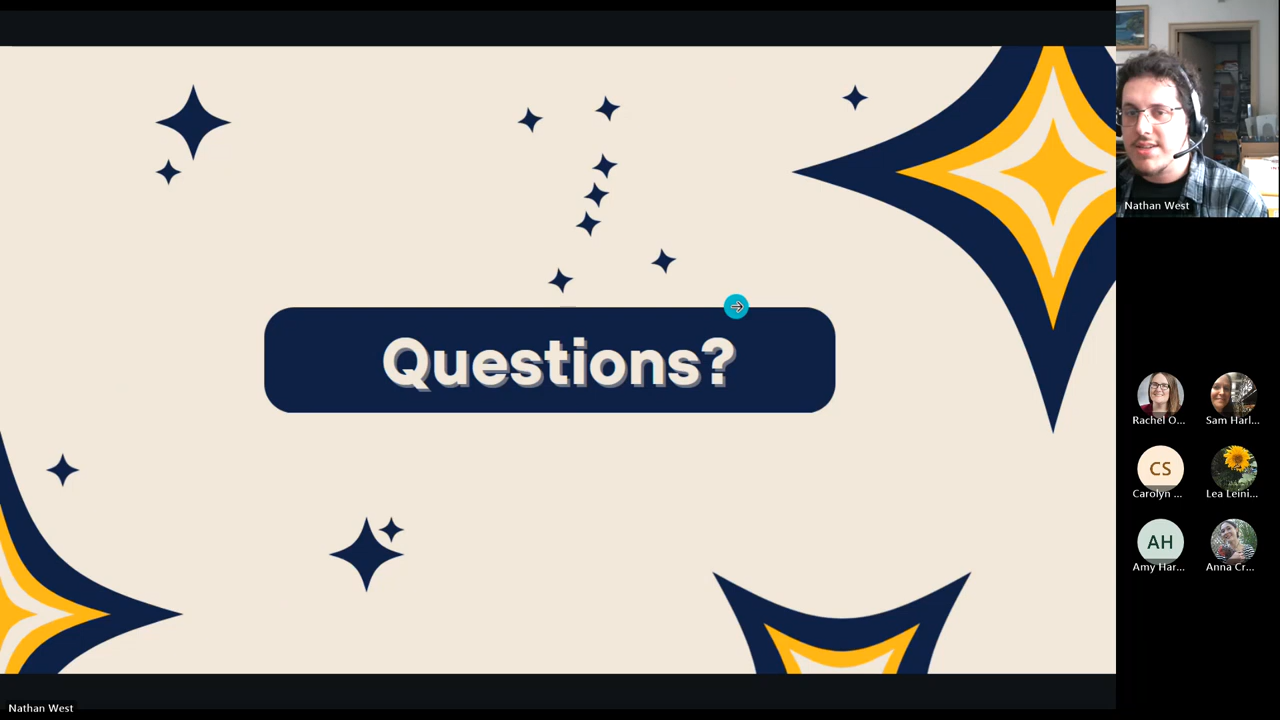 Questions?
Nathan West
Rachel O...
Sam Harl...
CS
Carolyn ...
Lea Leini...
AH
Amy Har...
Anna Cr...
Nathan West